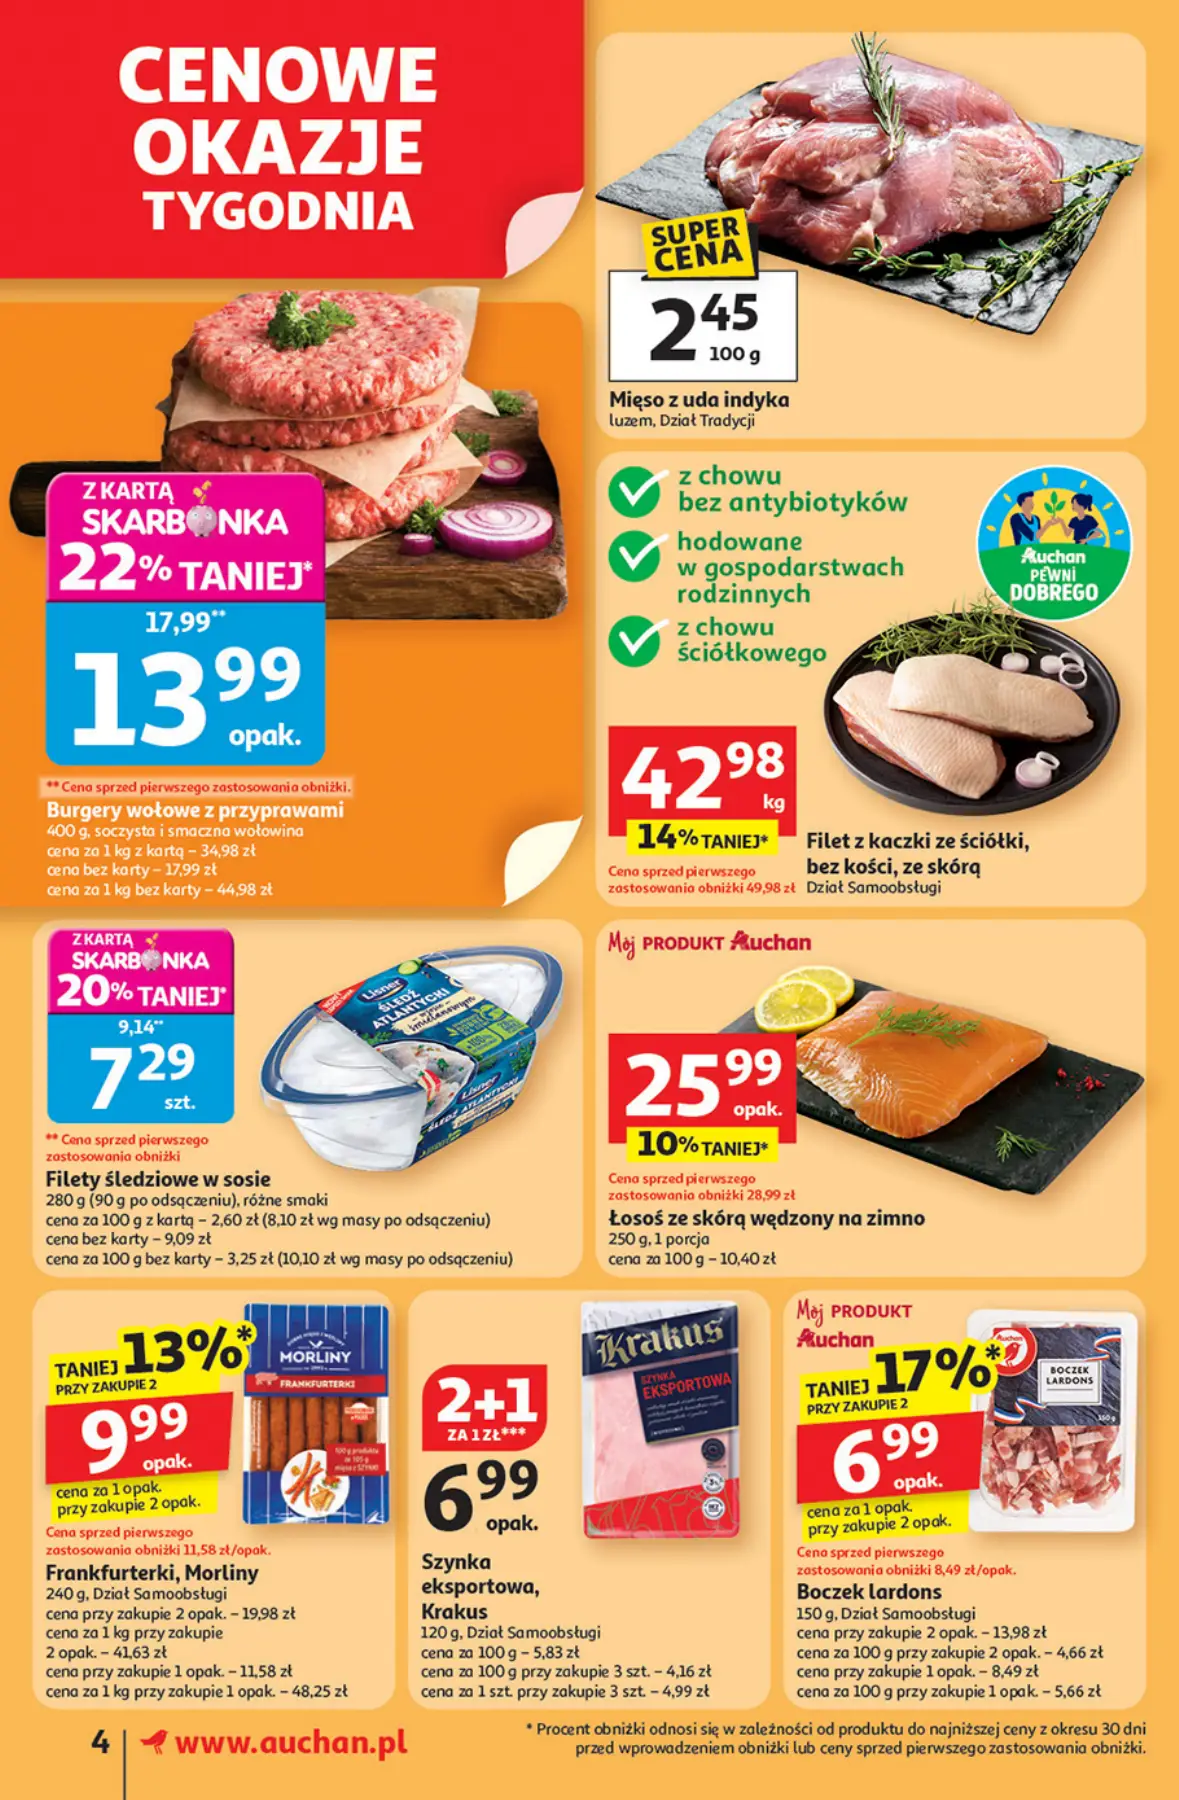 CENOWE
OKAZJE
TYGODNIA
SUPER
CENA
2 45
100 g
Mięso z uda indyka
luzem, Dział Tradycji
Z KARTĄ
SKARBONKA
22% TANIEJ*
17,99**
13 99
opak.
** Cena sprzed pierwszego zastosowania obniżki.
Burgery wołowe z przyprawami
400 g, soczysta i smaczna wołowina
cena za 1 kg z kartą – 34,98 zł
cena bez karty – 17,99 zł
cena za 1 kg bez karty – 44,98 zł
z chowu
bez antybiotyków
hodowane
w gospodarstwach
rodzinnych
z chowu
ściółkowego
Auchan
PEWNI
DOBREGO
42 98
kg
14% TANIEJ*
Cena sprzed pierwszego
zastosowania obniżki 49,98 zł
Filet z kaczki ze ściółki,
bez kości, ze skórą
Dział Samoobsługi
Z KARTĄ
SKARBONKA
20% TANIEJ*
9,14**
7 29
szt.
** Cena sprzed pierwszego
zastosowania obniżki
Lisner
ŚLEDŹ
ATLANTYCKI
w sosie
śmietanowym
Lisner
ŚLEDŹ ATLANTYCKI
Filety śledziowe w sosie
280 g (90 g po odsączeniu), różne smaki
cena za 100 g z kartą – 2,60 zł (8,10 zł wg masy po odsączeniu)
cena bez karty – 9,09 zł
cena za 100 g bez karty – 3,25 zł (10,10 zł wg masy po odsączeniu)
Mój PRODUKT Auchan
25 99
opak.
10% TANIEJ*
Cena sprzed pierwszego
zastosowania obniżki 28,99 zł
Łosoś ze skórą wędzony na zimno
250 g, 1 porcja
cena za 100 g – 10,40 zł
TANIEJ 13%*
PRZY ZAKUPIE 2
9 99
opak.
cena za 1 opak.
przy zakupie 2 opak.
Cena sprzed pierwszego
zastosowania obniżki 11,58 zł/opak.
MORLINY
FRANKFURTERKI
100 g produktu
ze 105 g
mięsa z SZYNKI
Frankfurterki, Morliny
240 g, Dział Samoobsługi
cena przy zakupie 2 opak. – 19,98 zł
cena za 1 kg przy zakupie
2 opak. – 41,63 zł
cena przy zakupie 1 opak. – 11,58 zł
cena za 1 kg przy zakupie 1 opak. – 48,25 zł
2+1
ZA 1 ZŁ***
6 99
opak.
Krakus
SZYNKA
EKSPORTOWA
Szynka
eksportowa,
Krakus
120 g, Dział Samoobsługi
cena za 100 g – 5,83 zł
cena za 100 g przy zakupie 3 szt. – 4,16 zł
cena za 1 szt. przy zakupie 3 szt. – 4,99 zł
Mój PRODUKT
Auchan
TANIEJ 17%*
PRZY ZAKUPIE 2
6 99
opak.
cena za 1 opak.
przy zakupie 2 opak.
Cena sprzed pierwszego
zastosowania obniżki 8,49 zł/opak.
Auchan
BOCZEK
LARDONS
150 g
Boczek lardons
150 g, Dział Samoobsługi
cena przy zakupie 2 opak. – 13,98 zł
cena za 100 g przy zakupie 2 opak. – 4,66 zł
cena przy zakupie 1 opak. – 8,49 zł
cena za 100 g przy zakupie 1 opak. – 5,66 zł
4
www.auchan.pl
* Procent obniżki odnosi się w zależności od produktu do najniższej ceny z okresu 30 dni
przed wprowadzeniem obniżki lub ceny sprzed pierwszego zastosowania obniżki.